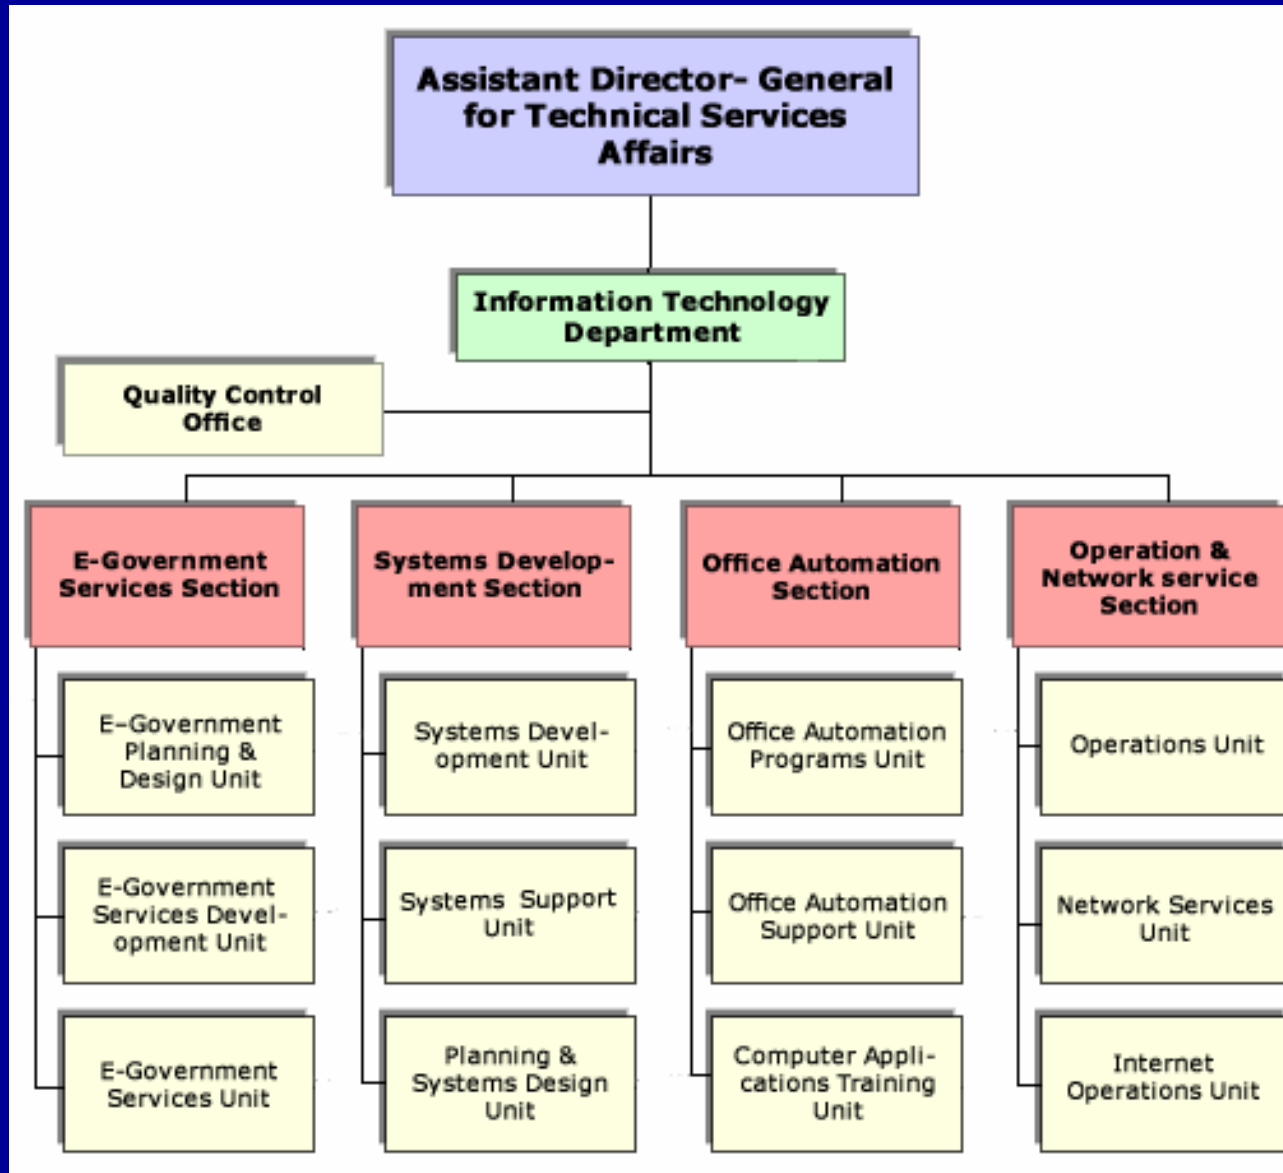 Assistant Director- General
for Technical Services
Affairs
Information Technology
Department
Quality Control
Office
E-Government
Services Section
Systems Develop-
ment Section
Office Automation
Section
Operation &
Network service
Section
E–Government
Planning &
Design Unit
Systems Devel-
opment Unit
Office Automation
Programs Unit
Operations Unit
E-Government
Services Devel-
opment Unit
Systems Support
Unit
Office Automation
Support Unit
Network Services
Unit
E-Government
Services Unit
Planning &
Systems Design
Unit
Computer Appli-
cations Training
Unit
Internet
Operations Unit